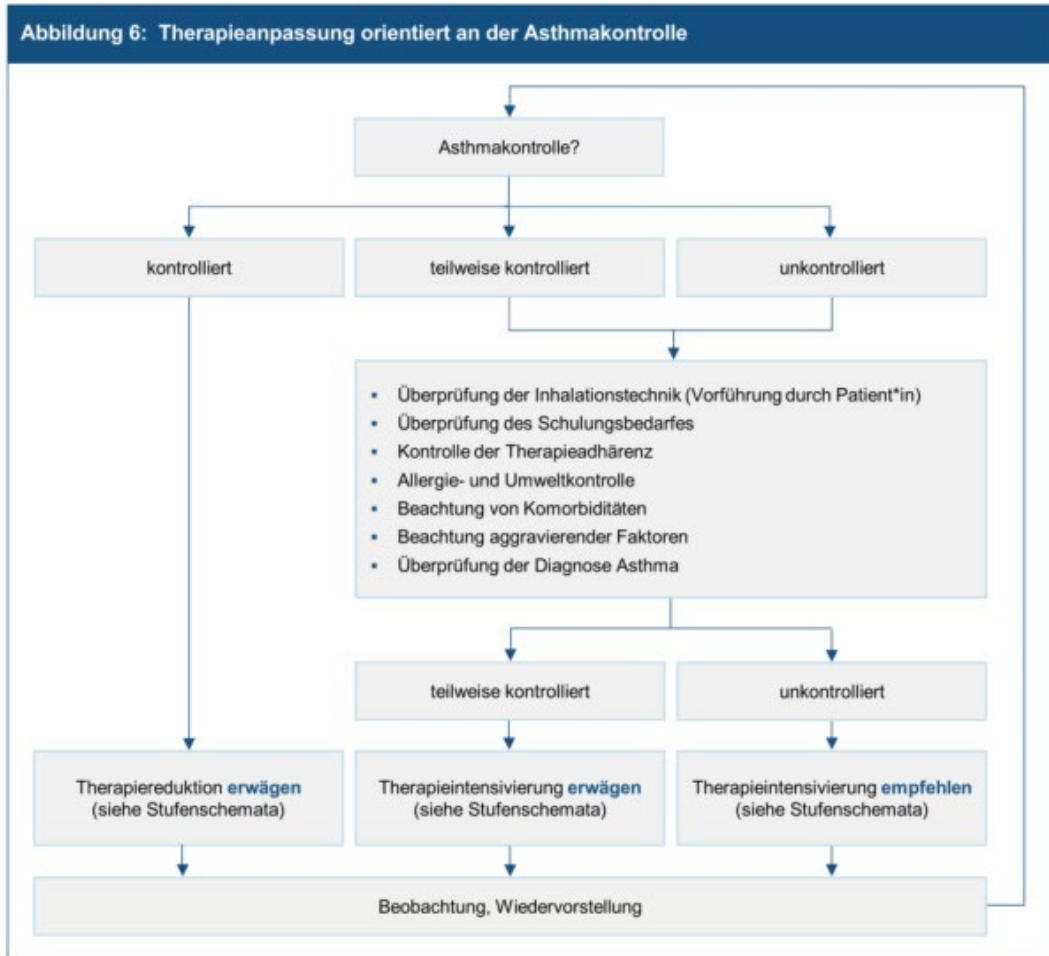 Abbildung 6: Therapieanpassung orientiert an der Asthmakontrolle
Asthmakontrolle?
kontrolliert
teilweise kontrolliert
unkontrolliert
▪ Überprüfung der Inhalationstechnik (Vorführung durch Patient*in)
▪ Überprüfung des Schulungsbedarfes
▪ Kontrolle der Therapieadhärenz
▪ Allergie- und Umweltkontrolle
▪ Beachtung von Komorbiditäten
▪ Beachtung aggravierender Faktoren
▪ Überprüfung der Diagnose Asthma
teilweise kontrolliert
unkontrolliert
Therapiereduktion erwägen
(siehe Stufenschemata)
Therapieintensivierung erwägen
(siehe Stufenschemata)
Therapieintensivierung empfehlen
(siehe Stufenschemata)
Beobachtung, Wiedervorstellung